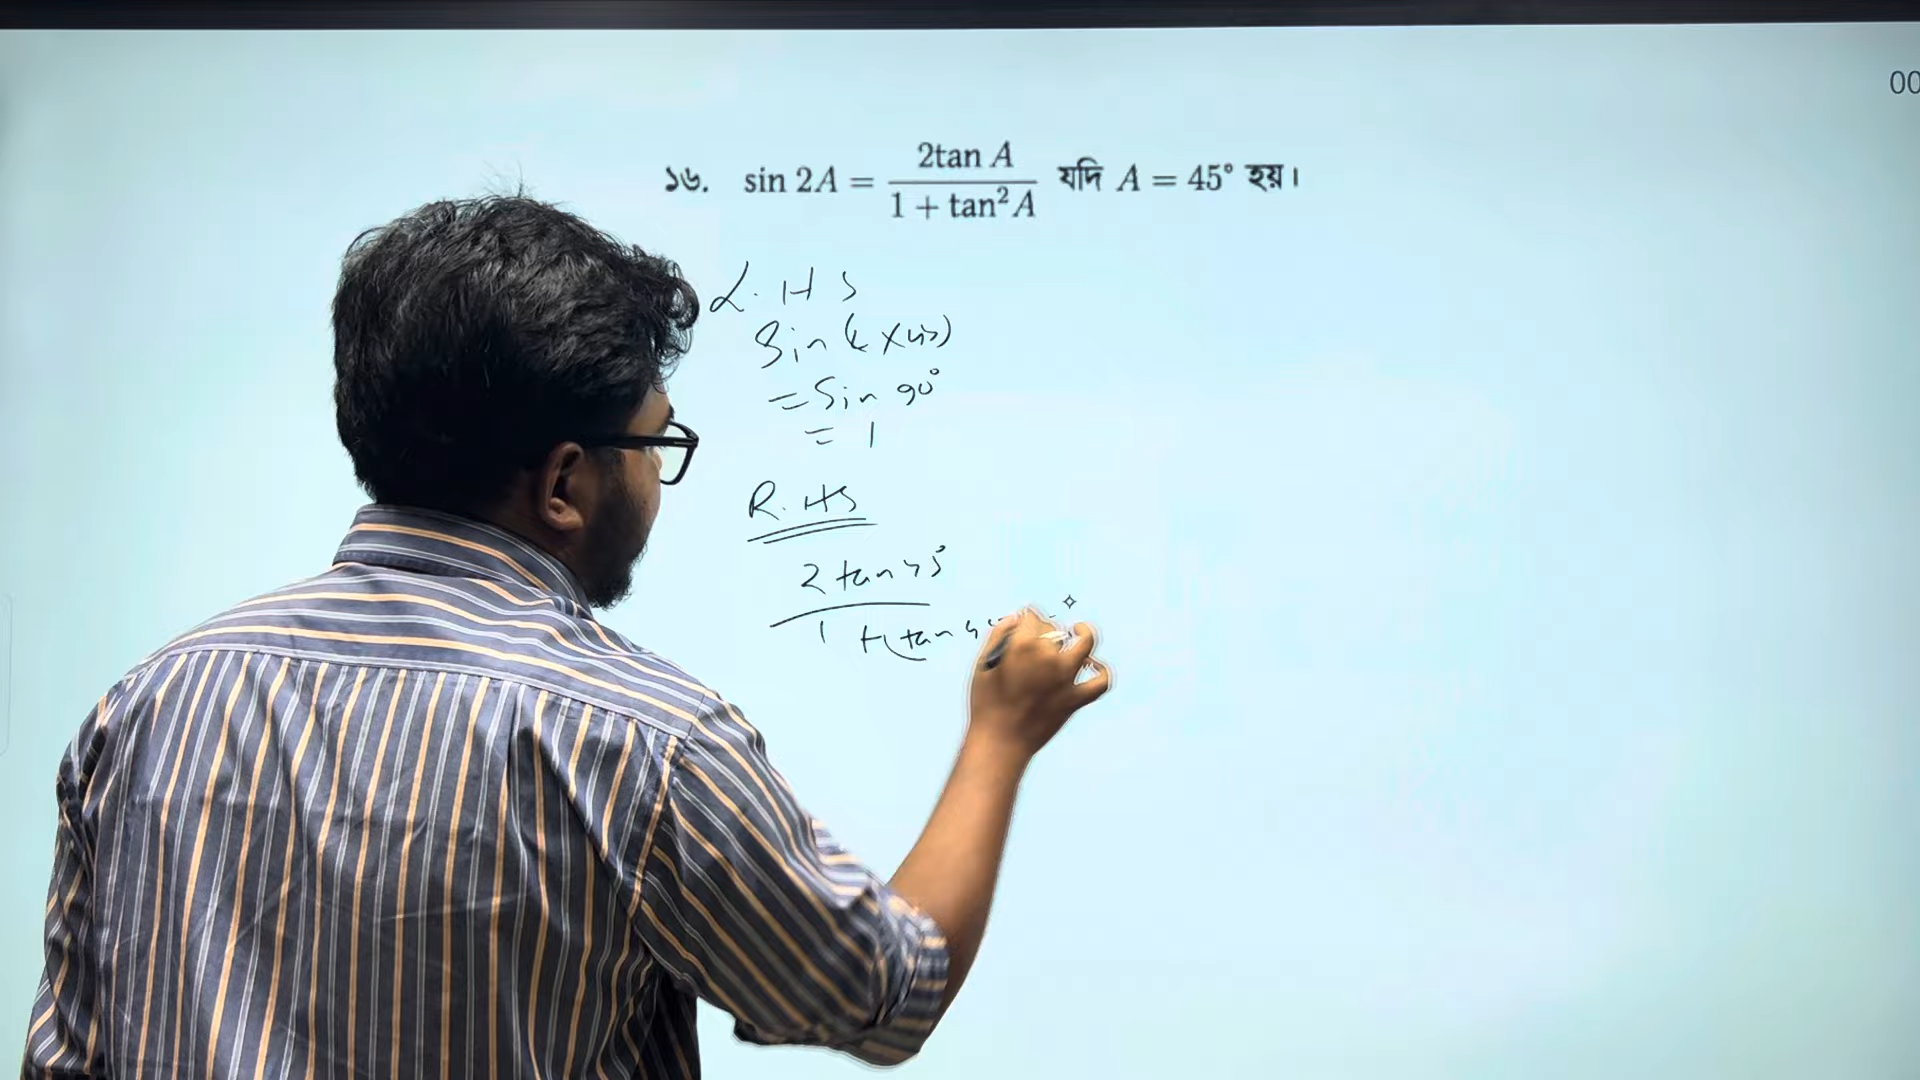 00
১৬. sin 2A = 2tan A / 1 + tan²A যদি A = 45° হয়।
L.HS
Sin(2 × 45)
= Sin 90°
= 1
R.HS
2 tan 45°
1 + (tan